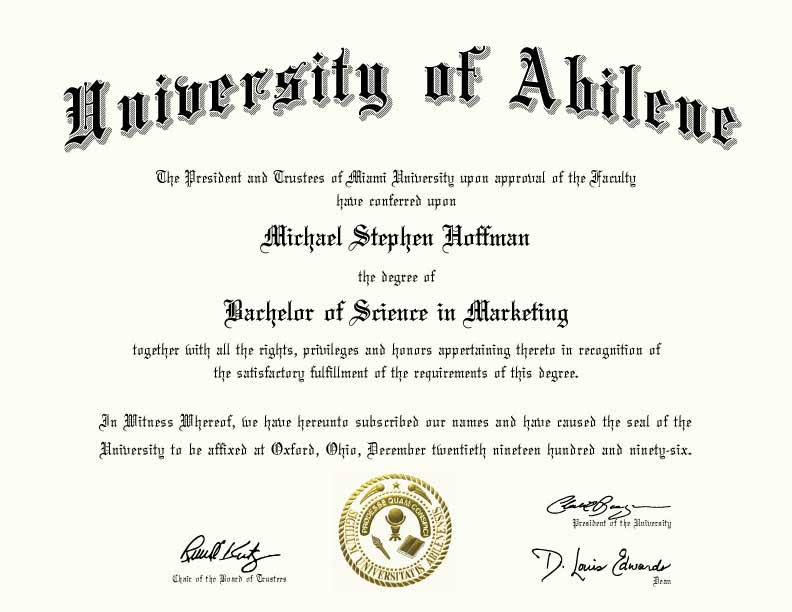 University of Abilene
The President and Trustees of Miami University upon approval of the Faculty
have conferred upon
Michael Stephen Hoffman
the degree of
Bachelor of Science in Marketing
together with all the rights, privileges and honors appertaining thereto in recognition of
the satisfactory fulfillment of the requirements of this degree.
In Witness Whereof, we have hereunto subscribed our names and have caused the seal of the
University to be affixed at Oxford, Ohio, December twentieth nineteen hundred and ninety-six.
PRODESSE QUAM CONSPICI
President of the University
D. Louis Edwards
Chair of the Board of Trustees
Dean